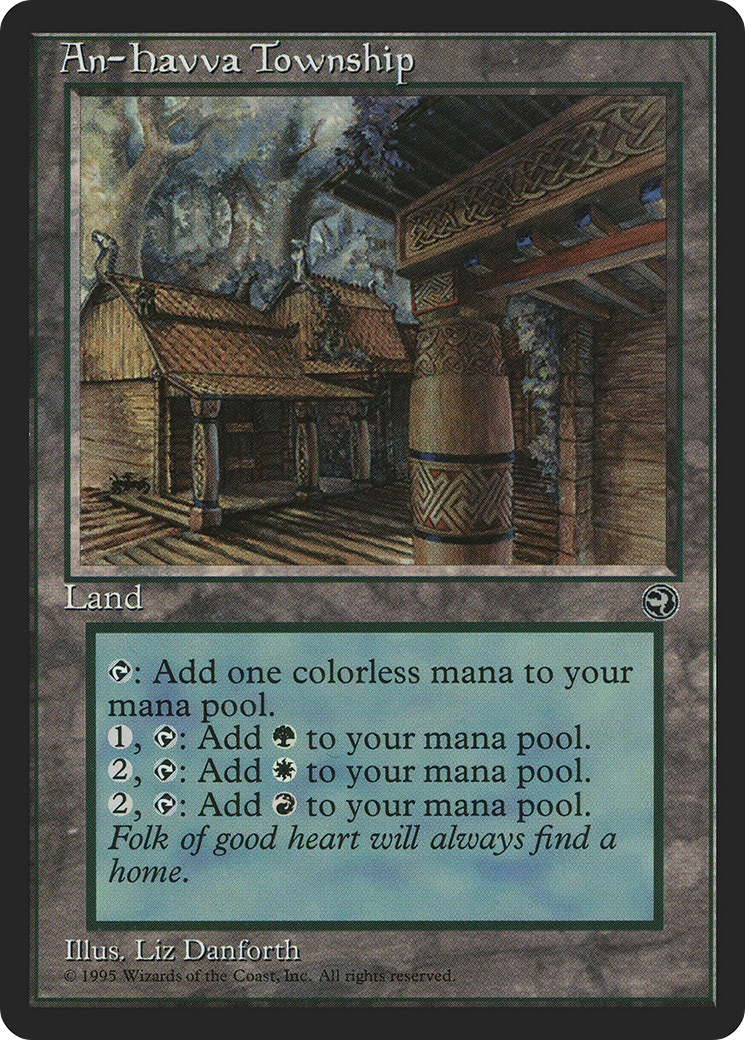 An-Havva Township
Land
: Add one colorless mana to your
mana pool.
1, : Add to your mana pool.
2, : Add to your mana pool.
2, : Add to your mana pool.
Folk of good heart will always find a
home.
Illus. Liz Danforth
© 1995 Wizards of the Coast, Inc. All rights reserved.